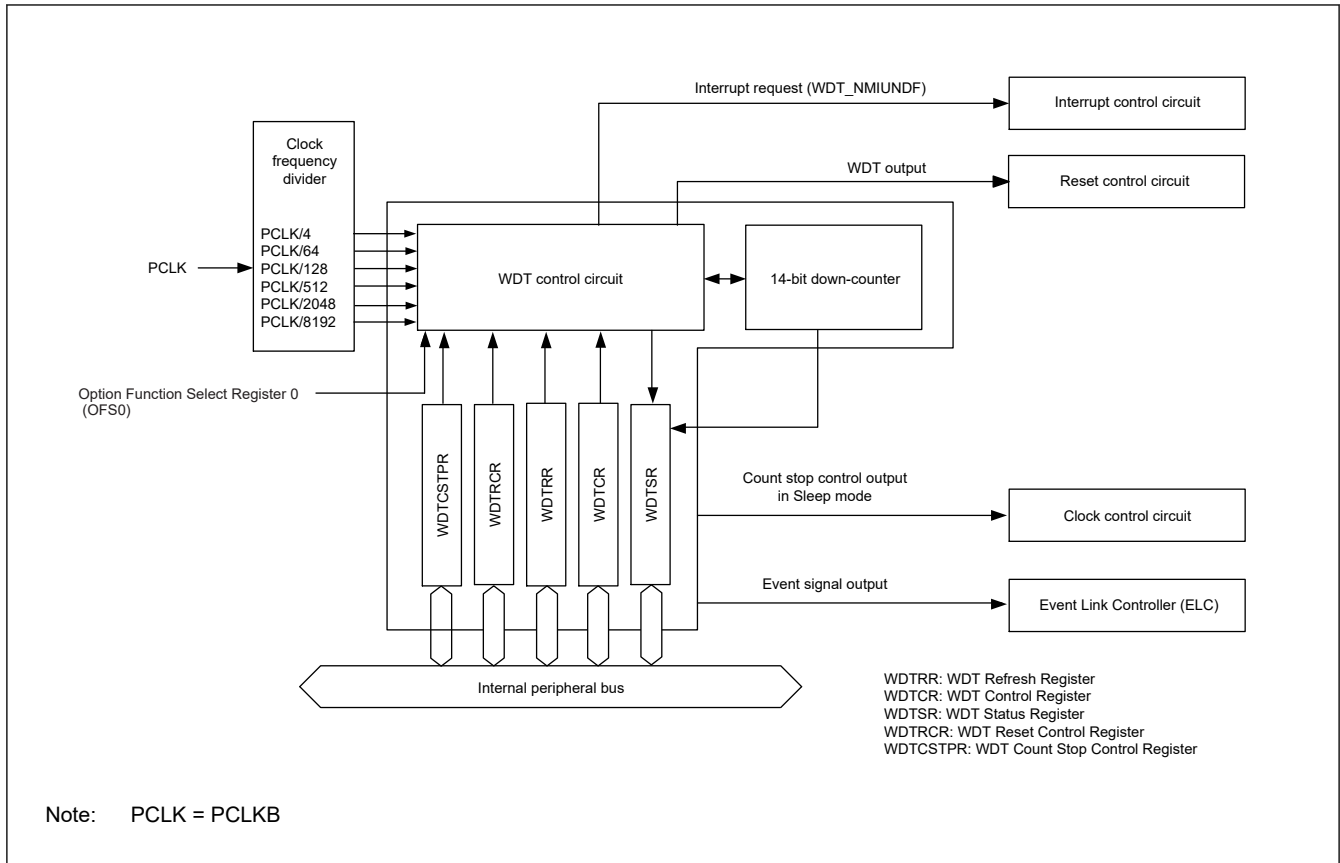 Interrupt request (WDT_NMIUNDF)
Interrupt control circuit
Clock
frequency
divider
WDT output
Reset control circuit
PCLK/4
PCLK/64
PCLK/128
PCLK/512
PCLK/2048
PCLK/8192
PCLK
WDT control circuit
14-bit down-counter
Option Function Select Register 0
(OFS0)
WDTCSTPR
WDTRCR
WDTRR
WDTCR
WDTSR
Count stop control output
in Sleep mode
Clock control circuit
Event signal output
Event Link Controller (ELC)
Internal peripheral bus
WDTRR: WDT Refresh Register
WDTCR: WDT Control Register
WDTSR: WDT Status Register
WDTRCR: WDT Reset Control Register
WDTCSTPR: WDT Count Stop Control Register
Note: PCLK = PCLKB